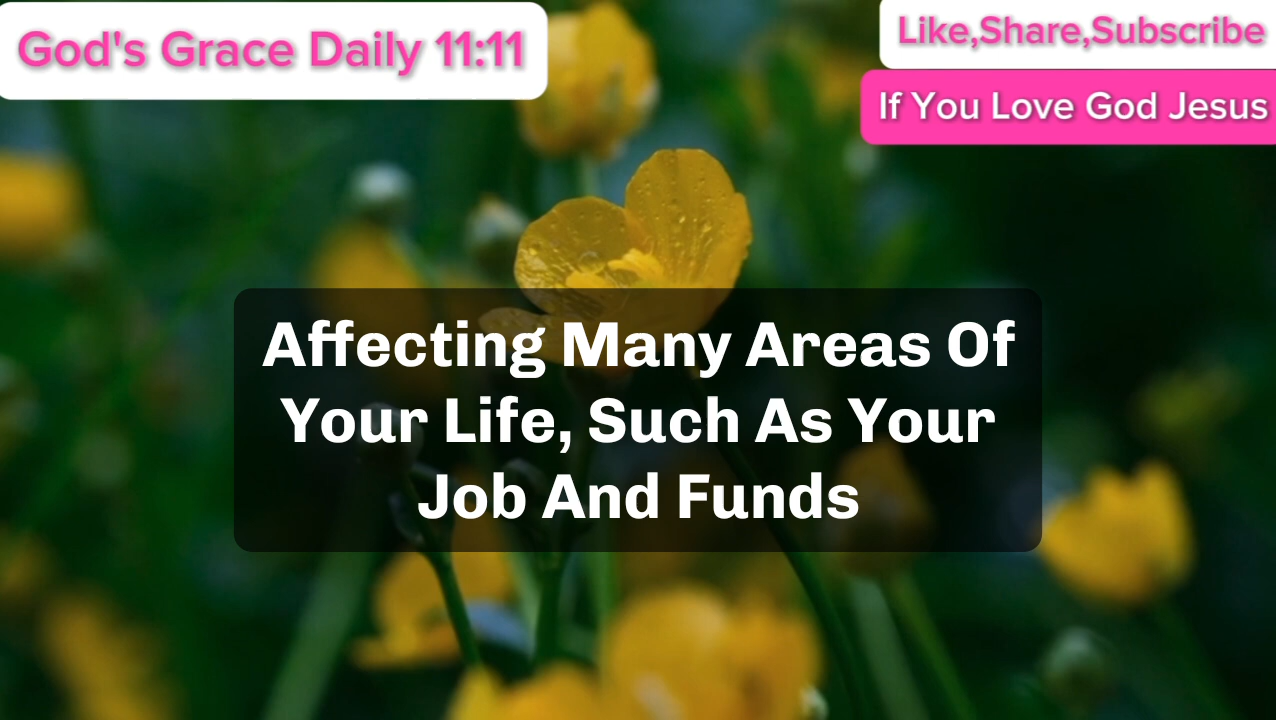 God's Grace Daily 11:11
Like,Share,Subscribe
If You Love God Jesus
Affecting Many Areas Of
Your Life, Such As Your
Job And Funds